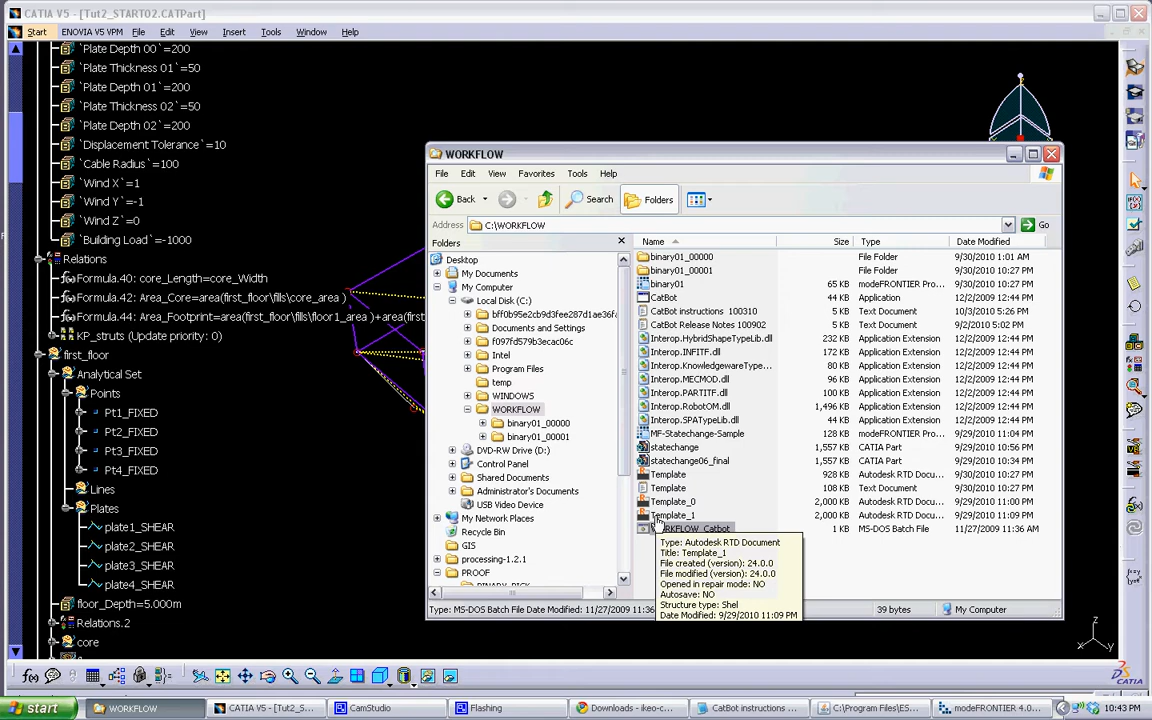 CATIA V5 - [Tut2_START02.CATPart]
Start ENOVIA V5 VPM File Edit View Insert Tools Window Help
`Plate Depth 00`=200
`Plate Thickness 01`=50
`Plate Depth 01`=200
`Plate Thickness 02`=50
`Plate Depth 02`=200
`Displacement Tolerance`=10
`Cable Radius`=100
`Wind X`=1
`Wind Y`=-1
`Wind Z`=0
`Building Load`=-1000
Relations
Formula.40: core_Length=core_Width
Formula.42: Area_Core=area(first_floor\fills\core_area )
Formula.44: Area_Footprint=area(first_floor\fills\floor1_area )+area(first
KP_struts (Update priority: 0)
first_floor
Analytical Set
Points
Pt1_FIXED
Pt2_FIXED
Pt3_FIXED
Pt4_FIXED
Lines
Plates
plate1_SHEAR
plate2_SHEAR
plate3_SHEAR
plate4_SHEAR
floor_Depth=5.000m
Relations.2
core
WORKFLOW
File Edit View Favorites Tools Help
Back Search Folders
Address C:\WORKFLOW Go
Folders
Desktop
My Documents
My Computer
Local Disk (C:)
bff0b95e2cb9d3fee287d1ae36fa
Documents and Settings
f097fd579b3ecac06c
Intel
Program Files
temp
WINDOWS
WORKFLOW
binary01_00000
binary01_00001
DVD-RW Drive (D:)
Control Panel
Shared Documents
Administrator's Documents
USB Video Device
My Network Places
Recycle Bin
GIS
processing-1.2.1
PROOF
Name Size Type Date Modified
binary01_00000 File Folder 9/30/2010 1:01 AM
binary01_00001 File Folder 9/30/2010 10:27 PM
binary01 65 KB modeFRONTIER Pro... 9/30/2010 10:27 PM
CatBot 44 KB Application 12/2/2009 12:44 PM
CatBot instructions 100310 5 KB Text Document 10/3/2010 5:26 PM
CatBot Release Notes 100902 5 KB Text Document 9/2/2010 5:02 PM
Interop.HybridShapeTypeLib.dll 232 KB Application Extension 12/2/2009 12:44 PM
Interop.INFITF.dll 172 KB Application Extension 12/2/2009 12:44 PM
Interop.KnowledgewareType... 80 KB Application Extension 12/2/2009 12:44 PM
Interop.MECMOD.dll 96 KB Application Extension 12/2/2009 12:44 PM
Interop.PARTITF.dll 120 KB Application Extension 12/2/2009 12:44 PM
Interop.RobotOM.dll 1,496 KB Application Extension 12/2/2009 12:44 PM
Interop.SPATypeLib.dll 64 KB Application Extension 12/2/2009 12:44 PM
MF-Statechange-Sample 128 KB modeFRONTIER Pro... 9/29/2010 11:04 PM
statechange 1,557 KB CATIA Part 9/29/2010 10:56 PM
statechange06_final 1,557 KB CATIA Part 9/29/2010 10:34 PM
Template 928 KB Autodesk RTD Docu... 9/29/2010 10:57 PM
Template 108 KB Text Document 9/29/2010 10:57 PM
Template_0 2,000 KB Autodesk RTD Docu... 9/29/2010 11:00 PM
Template_1 2,000 KB Autodesk RTD Docu... 9/29/2010 11:09 PM
WORKFLOW_Catbot 1 KB MS-DOS Batch File 11/27/2009 11:36 AM
Type: Autodesk RTD Document
Title: Template_1
File created (version): 24.0.0
File modified (version): 24.0.0
Opened in repair mode: NO
Autosave: NO
Structure type: Shel
Date Modified: 9/29/2010 11:09 PM
Type: MS-DOS Batch File Date Modified: 11/27/2009 11:36 39 bytes My Computer
z
x y
CATIA
start WORKFLOW CATIA V5 - [Tut2_S... CamStudio Flashing Downloads - ikeo-c... CatBot instructions ... C:\Program Files\ES... modeFRONTIER 4.0... 10:43 PM